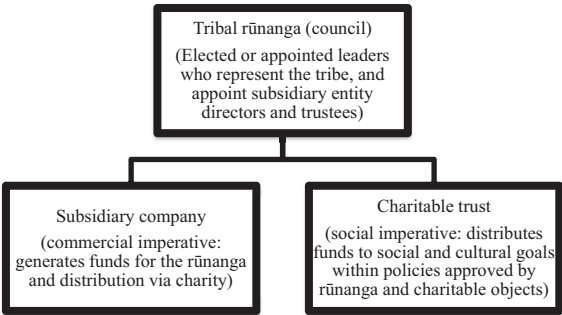 Tribal rūnanga (council)
(Elected or appointed leaders
who represent the tribe, and
appoint subsidiary entity
directors and trustees)
Subsidiary company
(commercial imperative:
generates funds for the rūnanga
and distribution via charity)
Charitable trust
(social imperative: distributes
funds to social and cultural goals
within policies approved by
rūnanga and charitable objects)